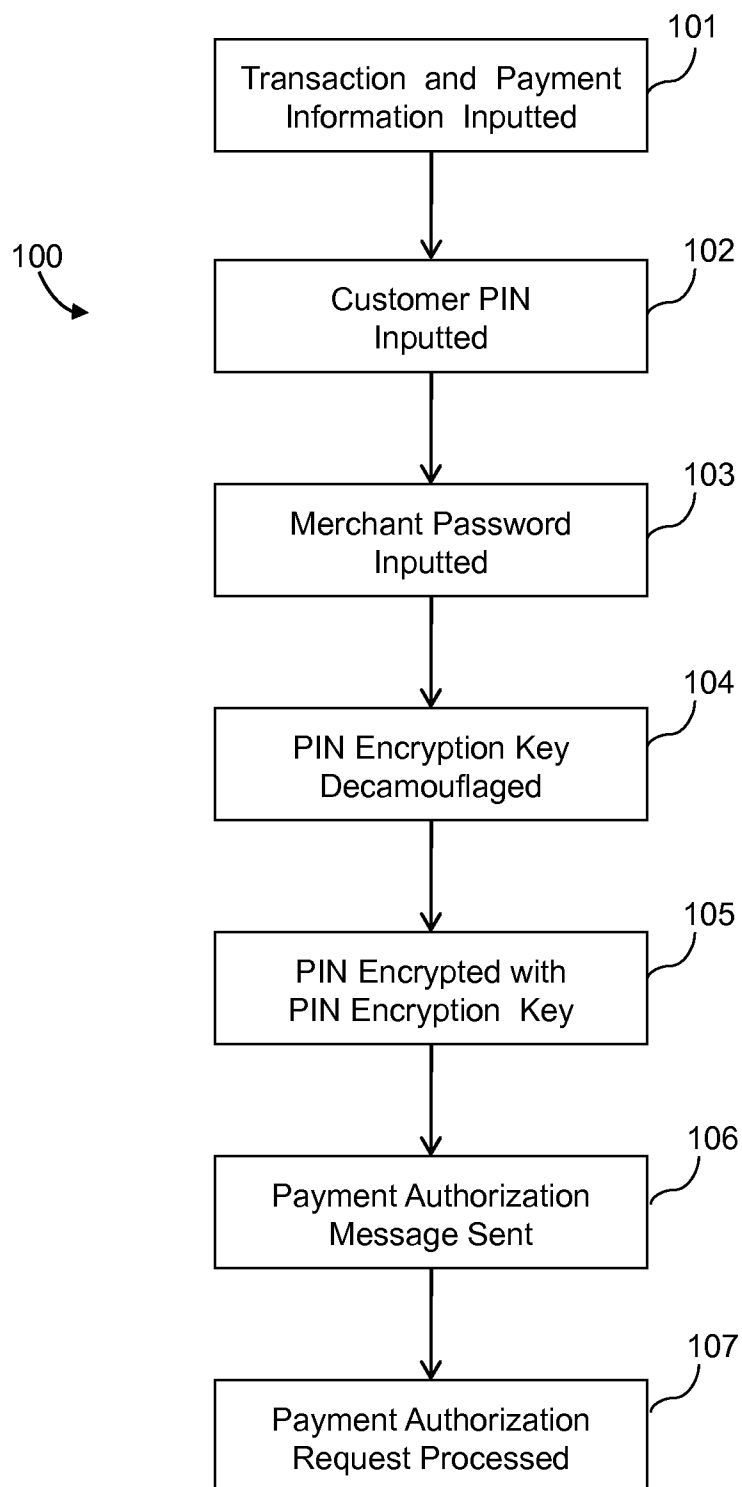 101
Transaction and Payment
Information Inputted
100
102
Customer PIN
Inputted
103
Merchant Password
Inputted
104
PIN Encryption Key
Decamouflaged
105
PIN Encrypted with
PIN Encryption Key
106
Payment Authorization
Message Sent
107
Payment Authorization
Request Processed